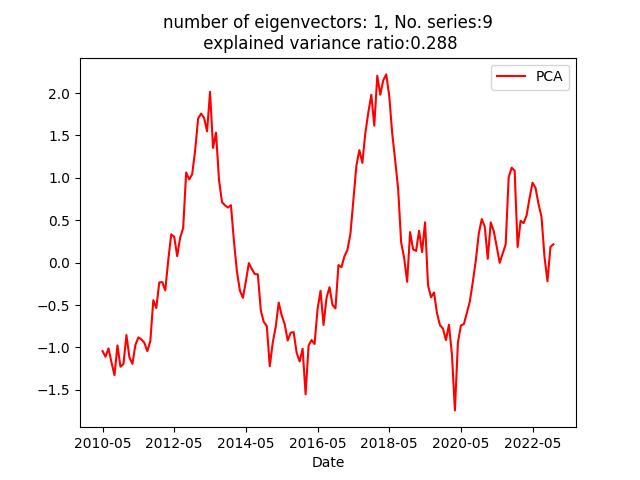 number of eigenvectors: 1, No. series:9
explained variance ratio:0.288
PCA
2.0
1.5
1.0
0.5
0.0
−0.5
−1.0
−1.5
2010-05 2012-05 2014-05 2016-05 2018-05 2020-05 2022-05
Date